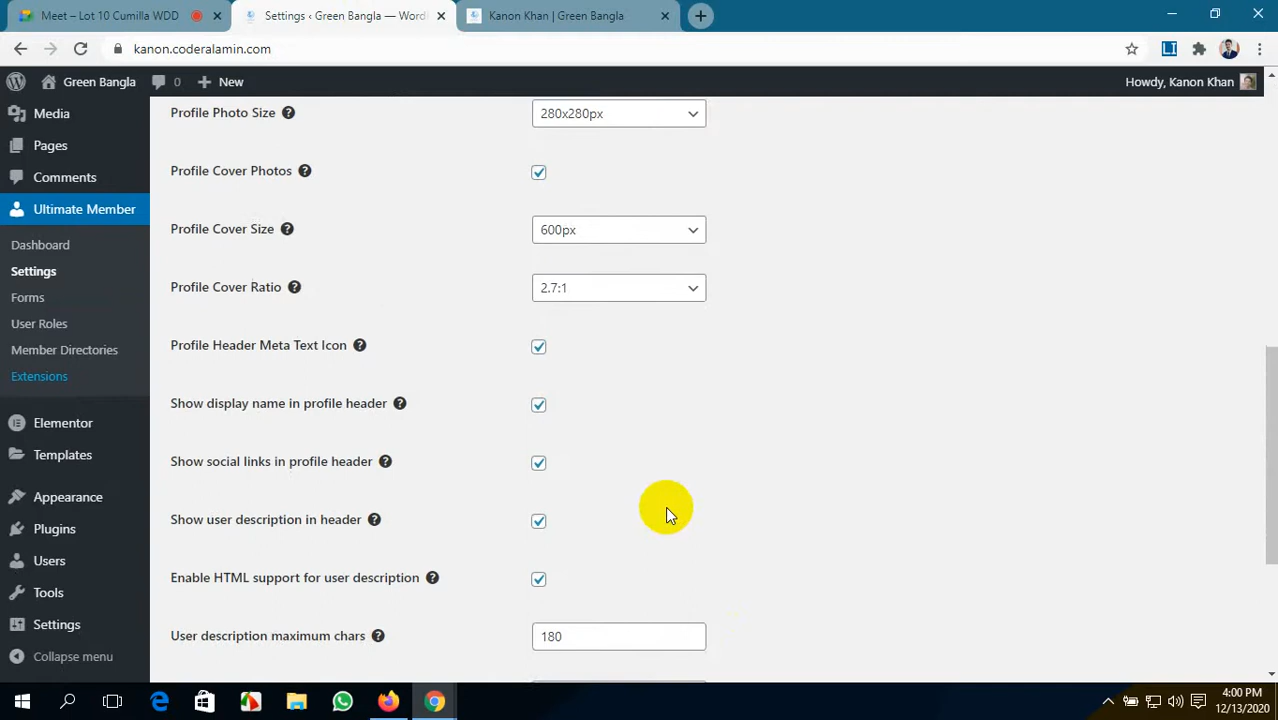 Meet – Lot 10 Cumilla WDD
Settings ‹ Green Bangla — Word
Kanon Khan | Green Bangla
kanon.coderalamin.com
Green Bangla
0
New
Howdy, Kanon Khan
Media
Pages
Comments
Ultimate Member
Dashboard
Settings
Forms
User Roles
Member Directories
Extensions
Elementor
Templates
Appearance
Plugins
Users
Tools
Settings
Collapse menu
Profile Photo Size
280x280px
Profile Cover Photos
Profile Cover Size
600px
Profile Cover Ratio
2.7:1
Profile Header Meta Text Icon
Show display name in profile header
Show social links in profile header
Show user description in header
Enable HTML support for user description
User description maximum chars
180
4:00 PM
12/13/2020